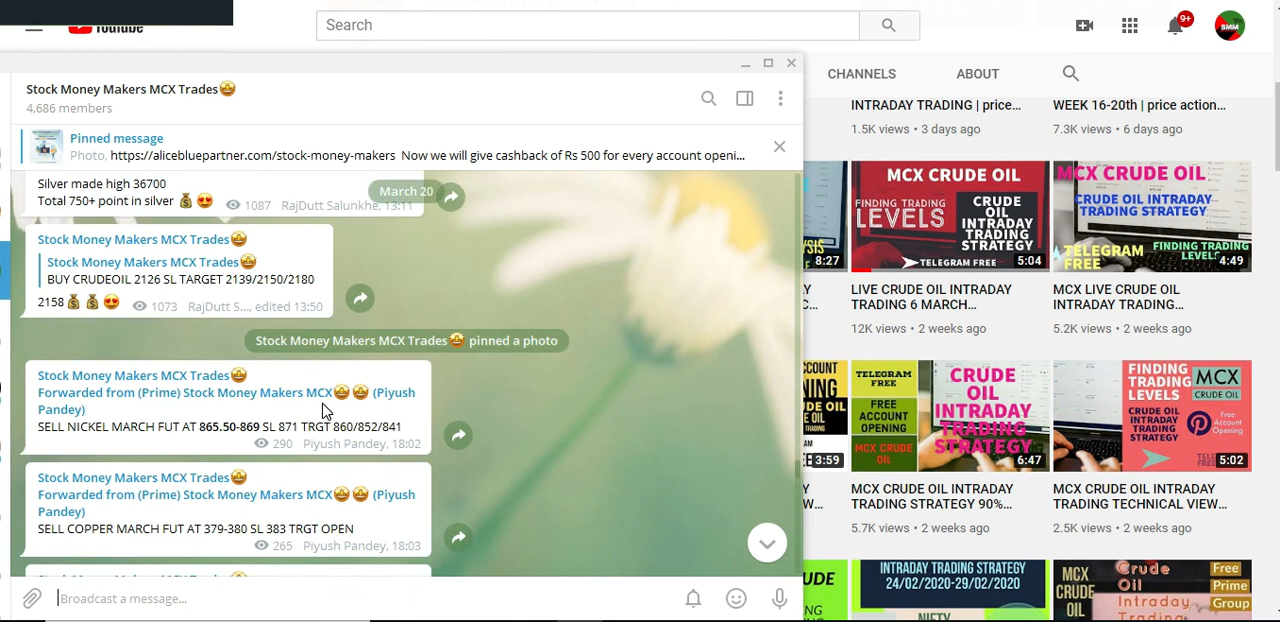 YouTube
Search
9+
BMM
CHANNELS
ABOUT
Stock Money Makers MCX Trades🤩
4,686 members
Pinned message
Photo, https://alicebluepartner.com/stock-money-makers Now we will give cashback of Rs 500 for every account openi...
March 20
Silver made high 36700
Total 750+ point in silver 💰 😍
1087 RajDutt Salunkhe, 13:11
Stock Money Makers MCX Trades🤩
Stock Money Makers MCX Trades🤩
BUY CRUDEOIL 2126 SL TARGET 2139/2150/2180
2158💰 💰 😍 1073 RajDutt S..., edited 13:50
Stock Money Makers MCX Trades🤩 pinned a photo
Stock Money Makers MCX Trades🤩
Forwarded from (Prime) Stock Money Makers MCX🤩 🤩 (Piyush
Pandey)
SELL NICKEL MARCH FUT AT 865.50-869 SL 871 TRGT 860/852/841
290 Piyush Pandey, 18:02
Stock Money Makers MCX Trades🤩
Forwarded from (Prime) Stock Money Makers MCX🤩 🤩 (Piyush
Pandey)
SELL COPPER MARCH FUT AT 379-380 SL 383 TRGT OPEN
265 Piyush Pandey, 18:03
Broadcast a message...
INTRADAY TRADING | price...
1.5K views • 3 days ago
WEEK 16-20th | price action...
7.3K views • 6 days ago
8:27
MCX CRUDE OIL
FINDING TRADING
LEVELS
CRUDE
OIL
INTRADAY
TRADING
STRATEGY
TELEGRAM FREE
5:04
LIVE CRUDE OIL INTRADAY
TRADING 6 MARCH...
12K views • 2 weeks ago
MCX CRUDE OIL
CRUDE OIL INTRADAY
TRADING STRATEGY
TELEGRAM
FREE
FINDING TRADING
LEVELS
4:49
MCX LIVE CRUDE OIL
INTRADAY TRADING...
5.2K views • 2 weeks ago
3:59
TELEGRAM
FREE
FREE
ACCOUNT
OPENING
MCX CRUDE
OIL
CRUDE OIL
INTRADAY
TRADING
STRATEGY
6:47
MCX CRUDE OIL INTRADAY
TRADING STRATEGY 90%...
5.7K views • 2 weeks ago
FINDING
TRADING
LEVELS
CRUDE OIL
INTRADAY
TRADING
STRATEGY
MCX
CRUDE OIL
Free
Account
Opening
5:02
MCX CRUDE OIL INTRADAY
TRADING TECHNICAL VIEW...
2.5K views • 2 weeks ago
INTRADAY TRADING STRATEGY
24/02/2020-29/02/2020
NIFTY
MCX
CRUDE
OIL
Crude
Oil
Intraday
Trading
Free
Prime
Group